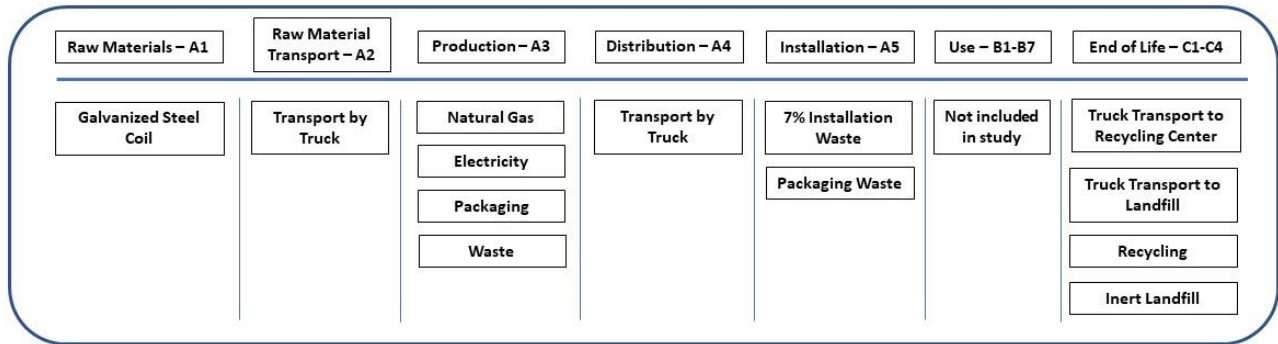 Raw Materials – A1
Raw Material
Transport – A2
Production – A3
Distribution – A4
Installation – A5
Use – B1-B7
End of Life – C1-C4
Galvanized Steel
Coil
Transport by
Truck
Natural Gas
Electricity
Packaging
Waste
Transport by
Truck
7% Installation
Waste
Packaging Waste
Not included
in study
Truck Transport to
Recycling Center
Truck Transport to
Landfill
Recycling
Inert Landfill